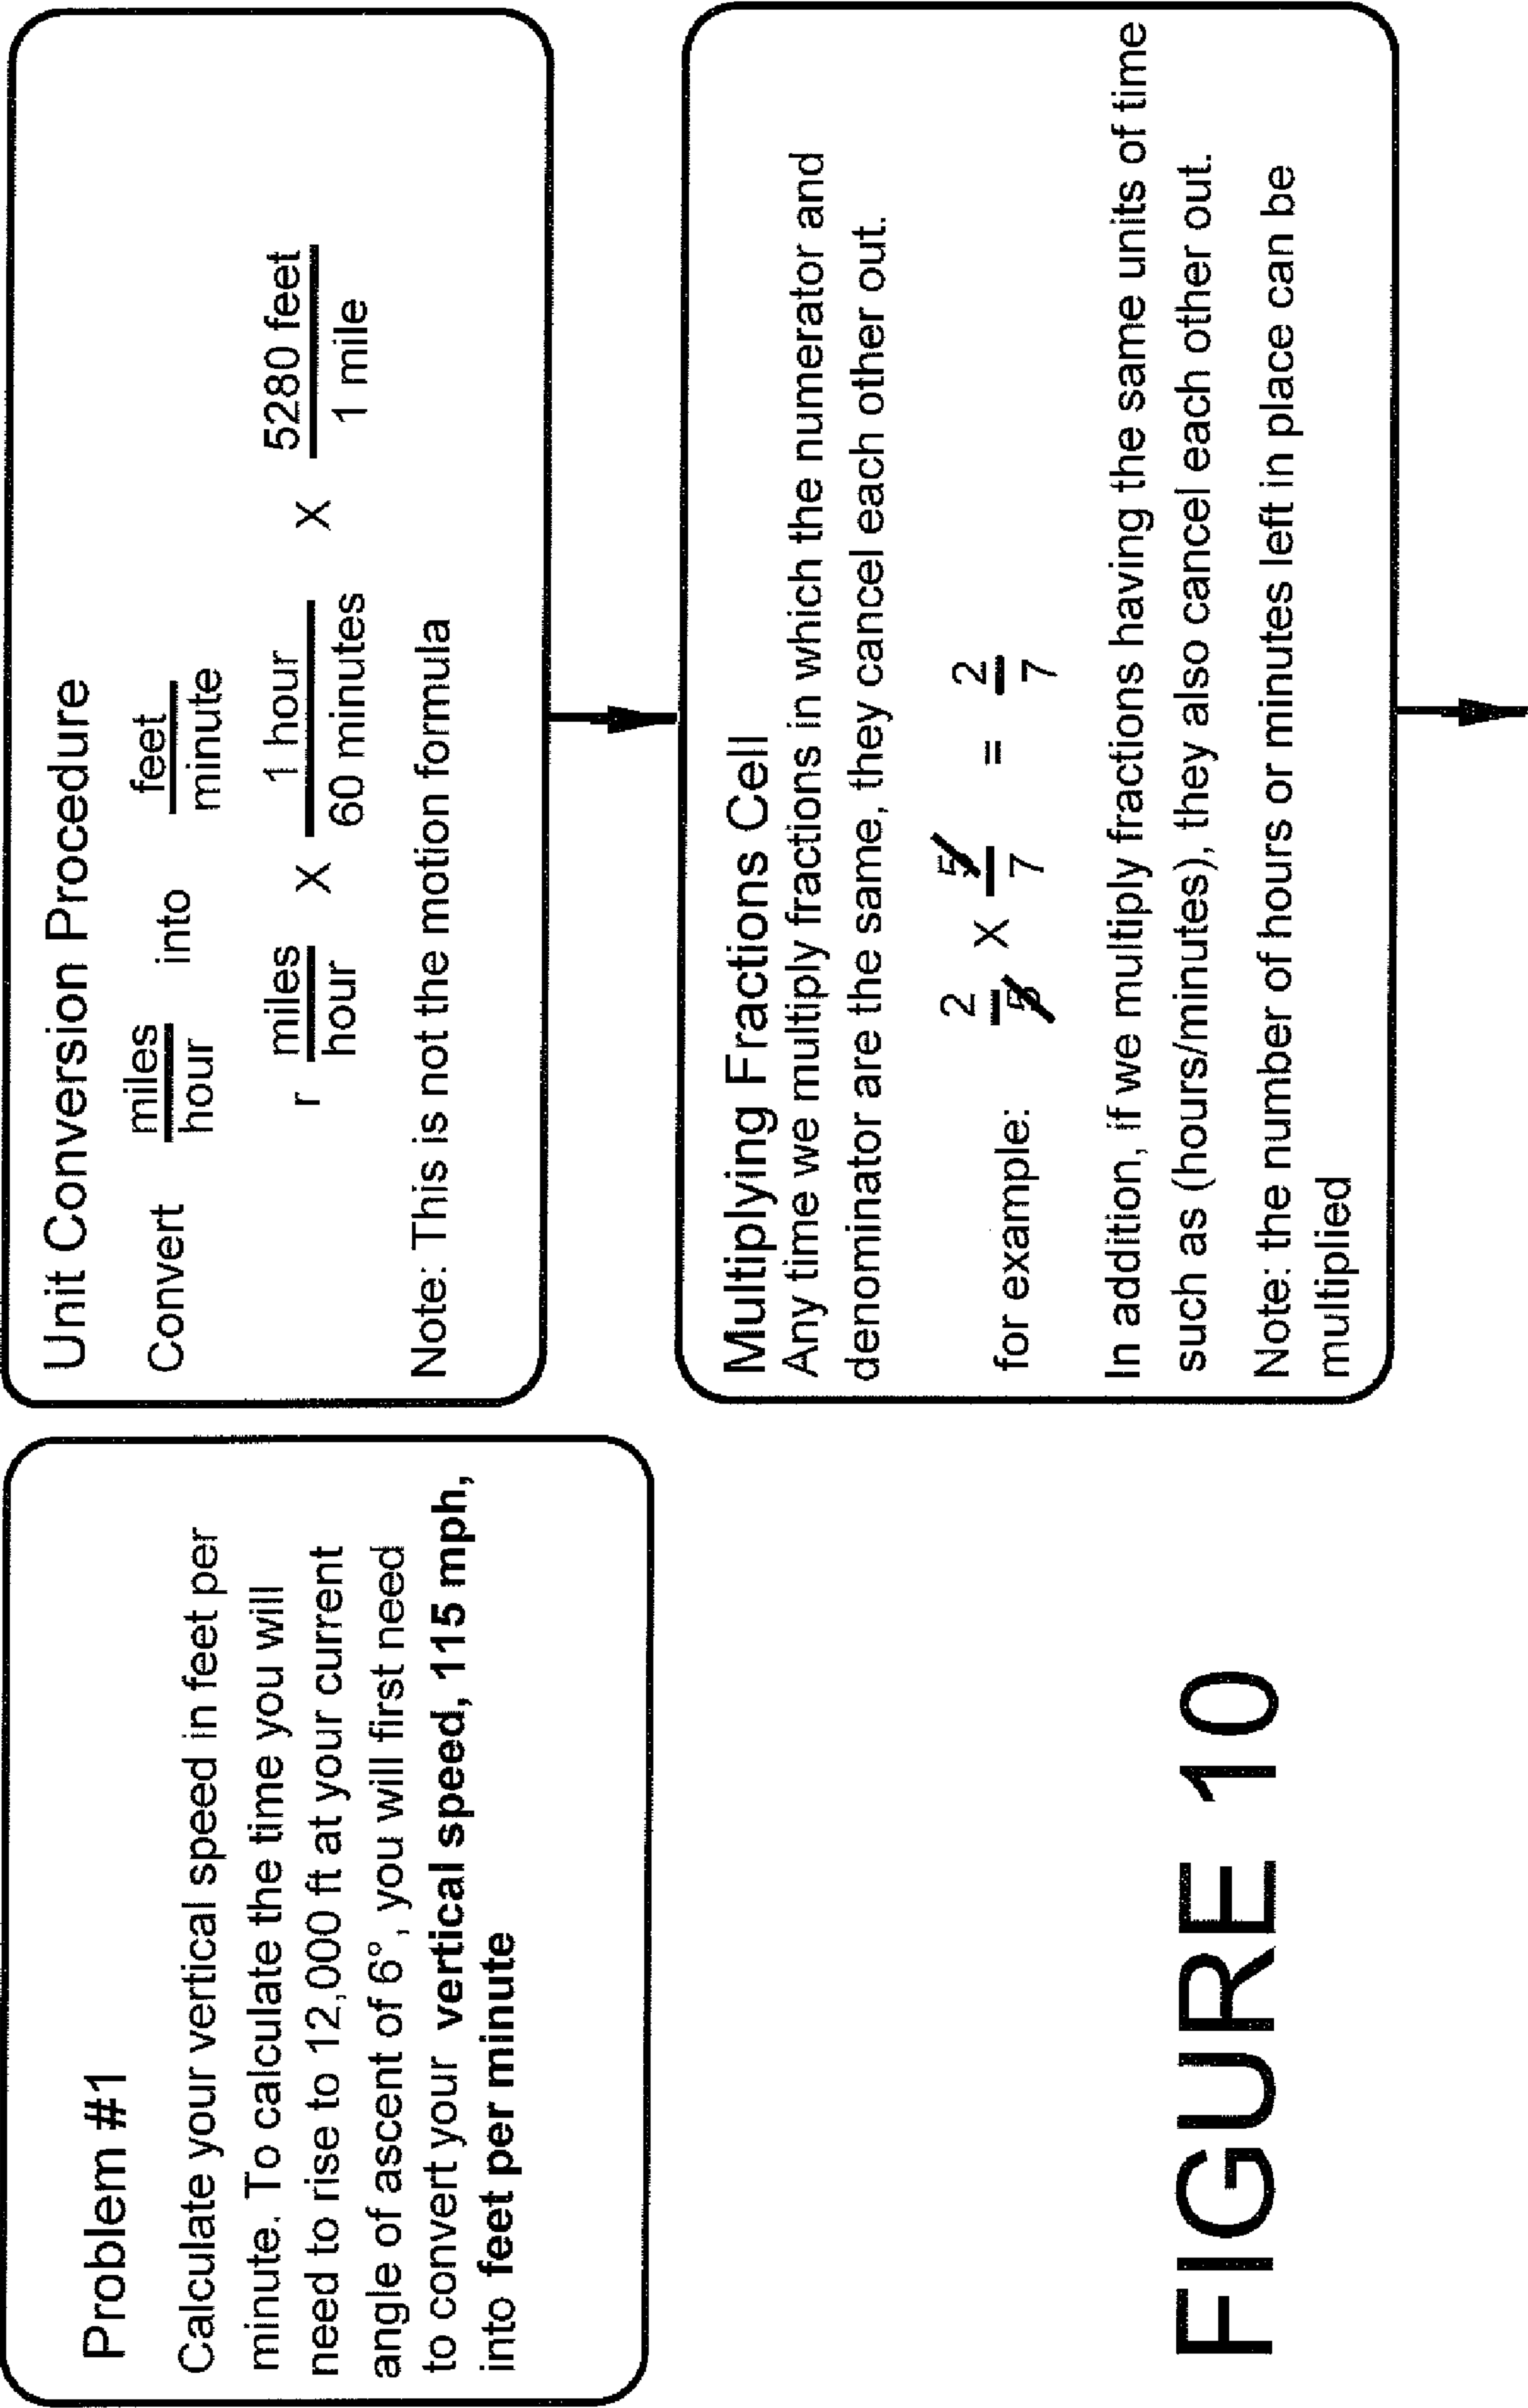 Problem #1
Calculate your vertical speed in feet per
minute. To calculate the time you will
need to rise to 12,000 ft at your current
angle of ascent of 6°, you will first need
to convert your vertical speed, 115 mph,
into feet per minute
Unit Conversion Procedure
Convert miles/hour into feet/minute
r miles/hour X 1 hour/60 minutes X 5280 feet/1 mile
Note: This is not the motion formula
Multiplying Fractions Cell
Any time we multiply fractions in which the numerator and
denominator are the same, they cancel each other out.
for example: 2/5 X 5/7 = 2/7
In addition, if we multiply fractions having the same units of time
such as (hours/minutes), they also cancel each other out.
Note: the number of hours or minutes left in place can be
multiplied
FIGURE 10